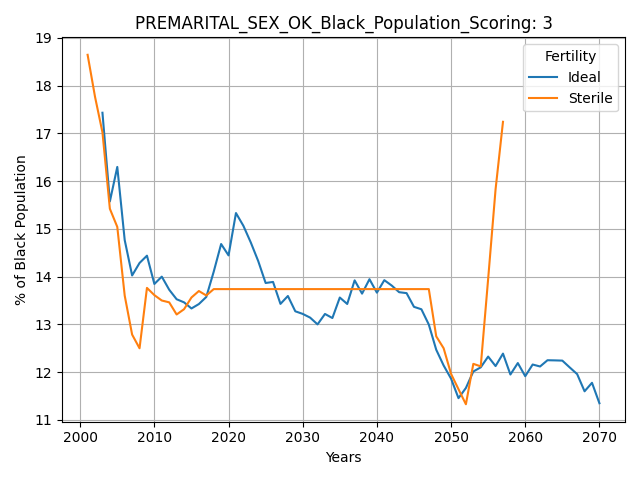 PREMARITAL_SEX_OK_Black_Population_Scoring: 3
19
18
17
16
15
14
13
12
11
% of Black Population
Fertility
Ideal
Sterile
2000 2010 2020 2030 2040 2050 2060 2070
Years